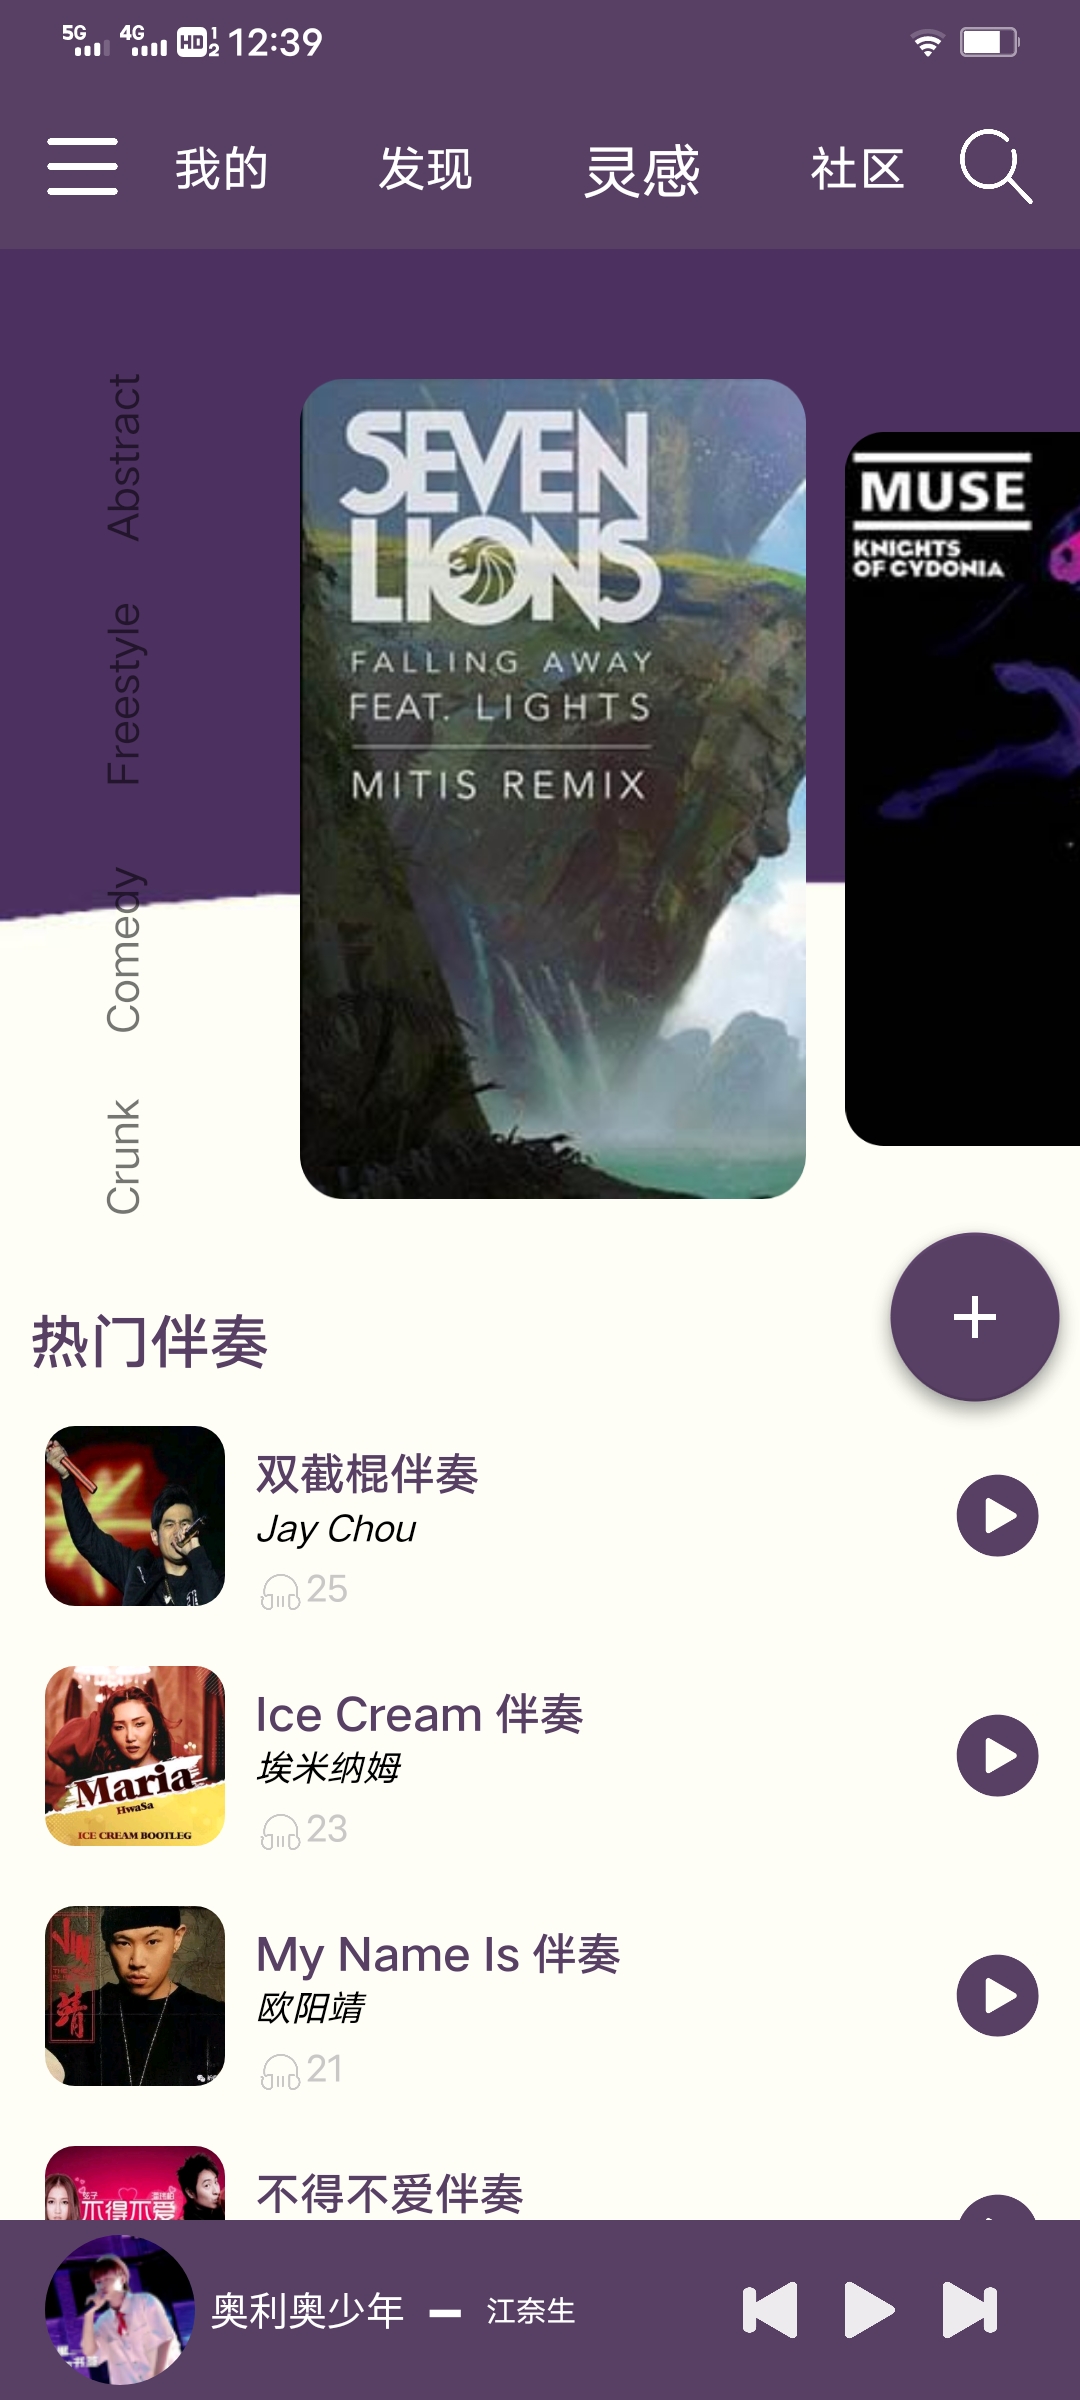 5G 4G HD 1 2 12:39
我的 发现 灵感 社区
Abstract
Freestyle
Comedy
Crunk
SEVEN
LIONS
FALLING AWAY
FEAT. LIGHTS
MITIS REMIX
MUSE
KNIGHTS
OF CYDONIA
热门伴奏
双截棍伴奏
Jay Chou
25
Ice Cream 伴奏
埃米纳姆
23
Maria
HwaSa
ICE CREAM BOOTLEG
My Name Is 伴奏
欧阳靖
21
JIN
靖
不得不爱伴奏
不得不爱
奥利奥少年 — 江奈生